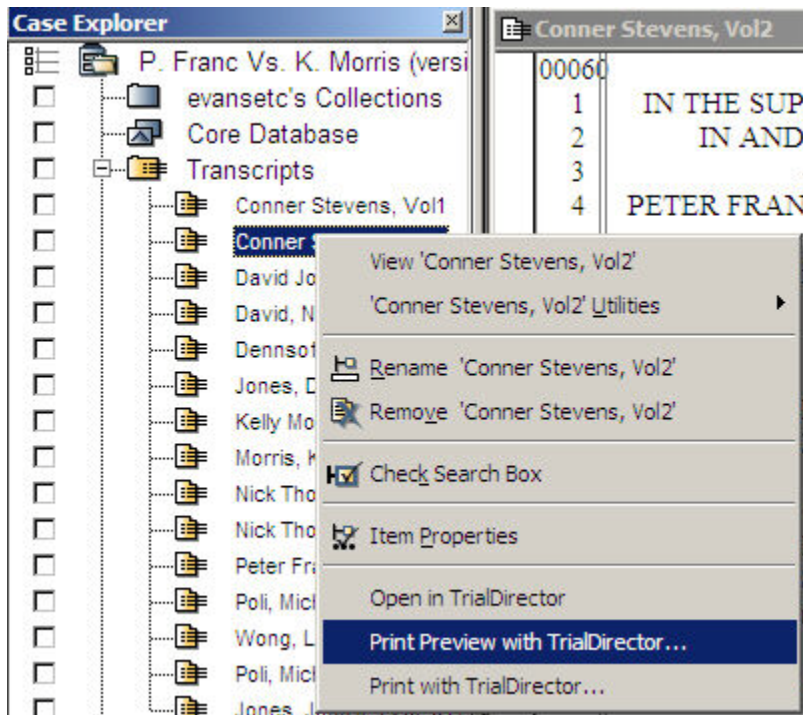 Case Explorer
P. Franc Vs. K. Morris (versi
evansetc's Collections
Core Database
Transcripts
Conner Stevens, Vol1
Conner
David Jo
David, N
Dennsof
Jones, D
Kelly Mo
Morris, K
Nick Tho
Nick Tho
Peter Fra
Poli, Mich
Wong, L
Poli, Mich
Conner Stevens, Vol2
00060
1 IN THE SUP
2 IN AND
3
4 PETER FRAN
View 'Conner Stevens, Vol2'
'Conner Stevens, Vol2' Utilities
Rename 'Conner Stevens, Vol2'
Remove 'Conner Stevens, Vol2'
Check Search Box
Item Properties
Open in TrialDirector
Print Preview with TrialDirector...
Print with TrialDirector...